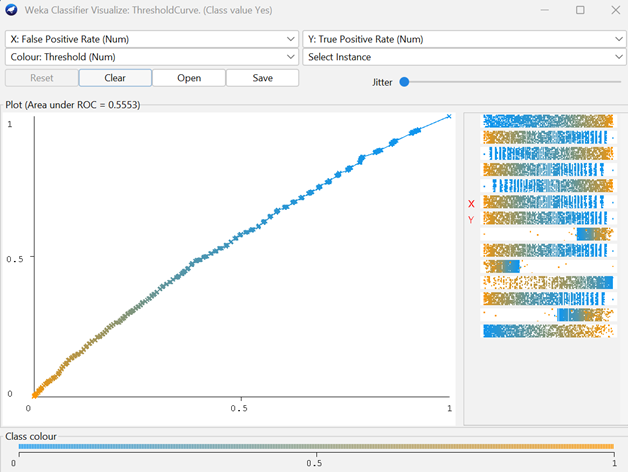 Weka Classifier Visualize: ThresholdCurve. (Class value Yes)
X: False Positive Rate (Num)
Y: True Positive Rate (Num)
Colour: Threshold (Num)
Select Instance
Reset
Clear
Open
Save
Jitter
Plot (Area under ROC = 0.5553)
1
0.5
0
0
0.5
1
X
Y
Class colour
0
0.5
1